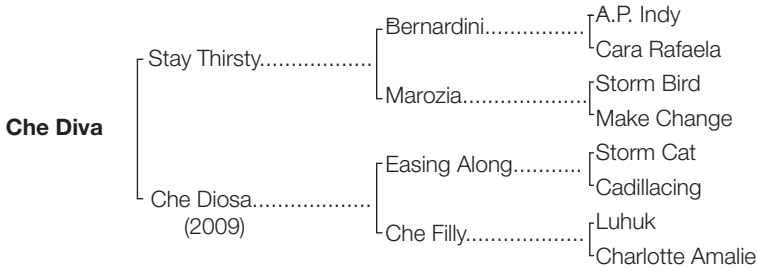 A.P. Indy
Bernardini................
Cara Rafaela
Stay Thirsty...................
Storm Bird
Marozia.....................
Make Change
Che Diva
Storm Cat
Easing Along...........
Cadillacing
Che Diosa....................
(2009)
Luhuk
Che Filly...................
Charlotte Amalie